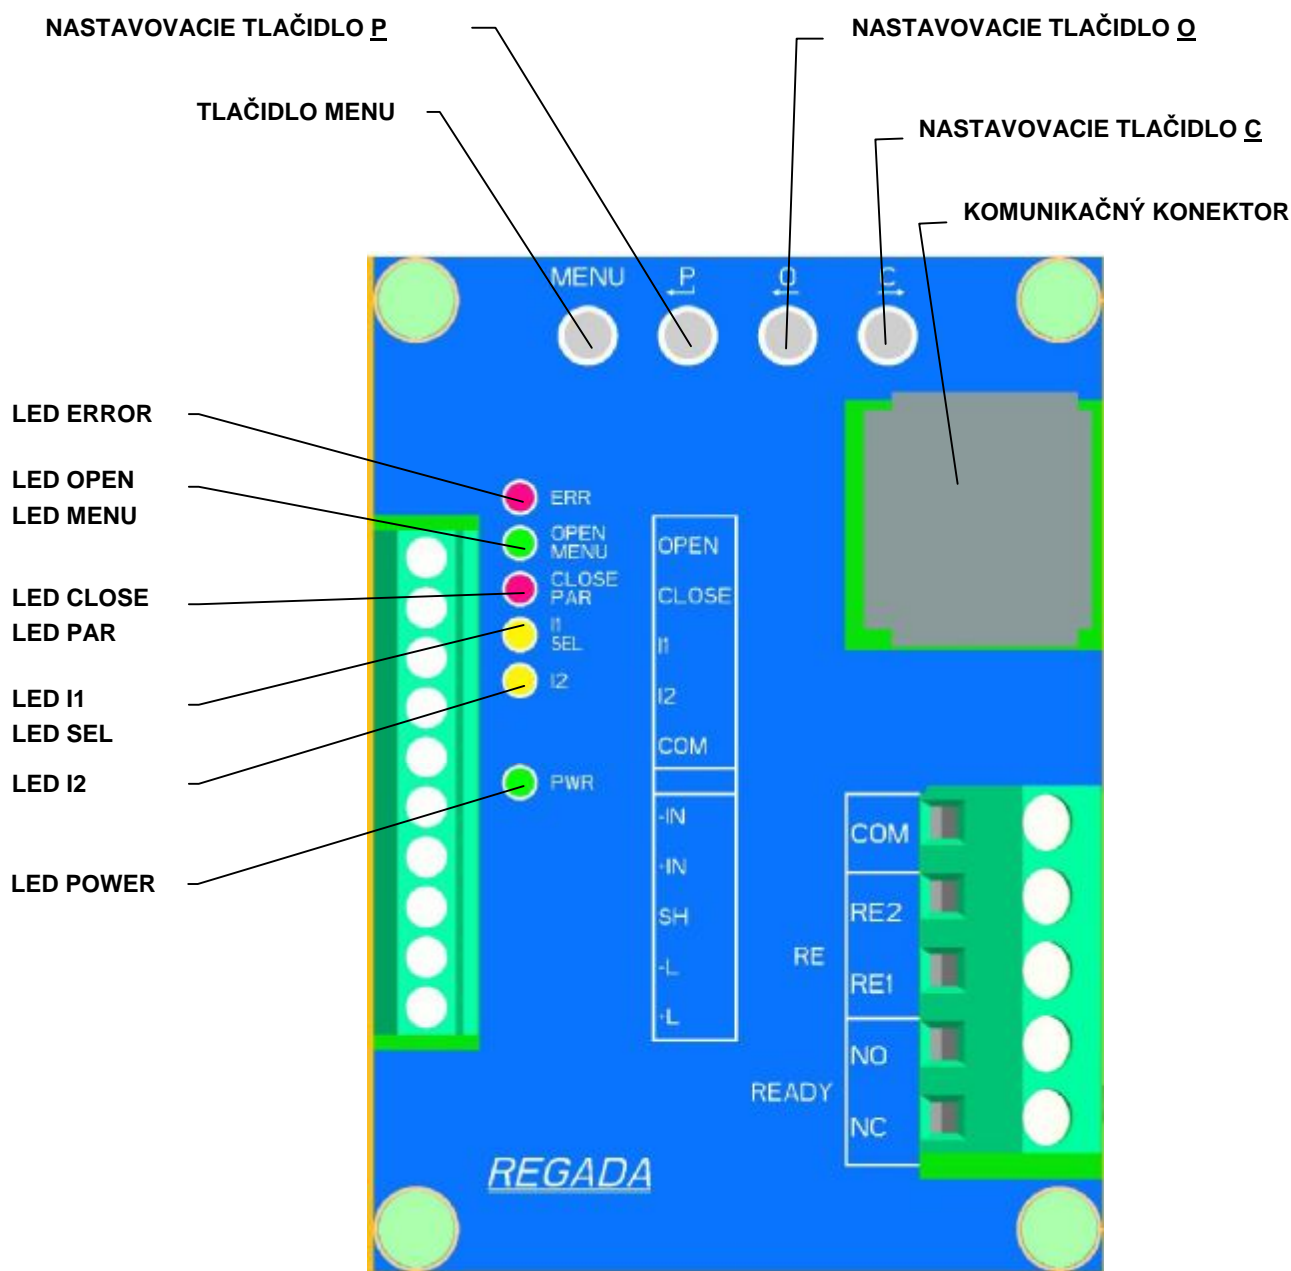 NASTAVOVACIE TLAČIDLO P
NASTAVOVACIE TLAČIDLO O
TLAČIDLO MENU
NASTAVOVACIE TLAČIDLO C
KOMUNIKAČNÝ KONEKTOR
MENU
P
O
C
LED ERROR
LED OPEN
LED MENU
LED CLOSE
LED PAR
LED I1
LED SEL
LED I2
LED POWER
ERR
OPEN
MENU
CLOSE
PAR
I1
SEL
I2
PWR
OPEN
CLOSE
I1
I2
COM
-IN
+IN
SH
-L
+L
COM
RE2
RE
RE1
NO
READY
NC
REGADA